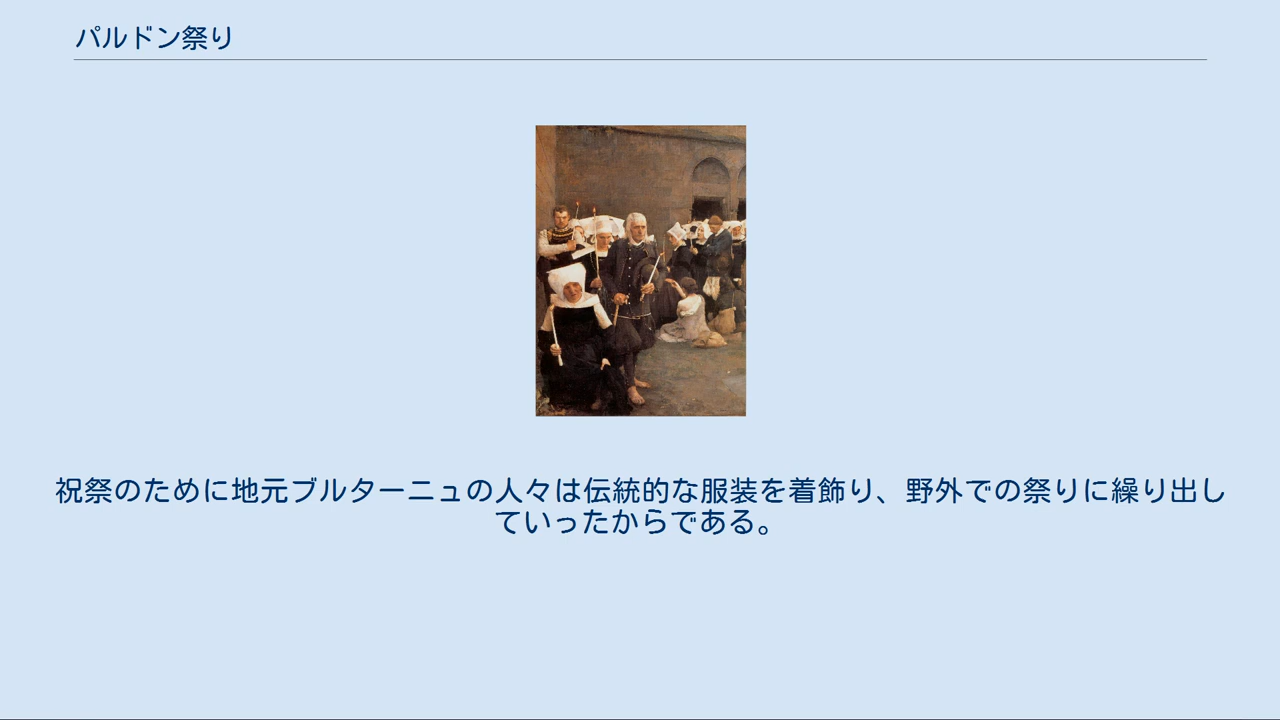 パルドン祭り
祝祭のために地元ブルターニュの人々は伝統的な服装を着飾り、野外での祭りに繰り出し
ていったからである。